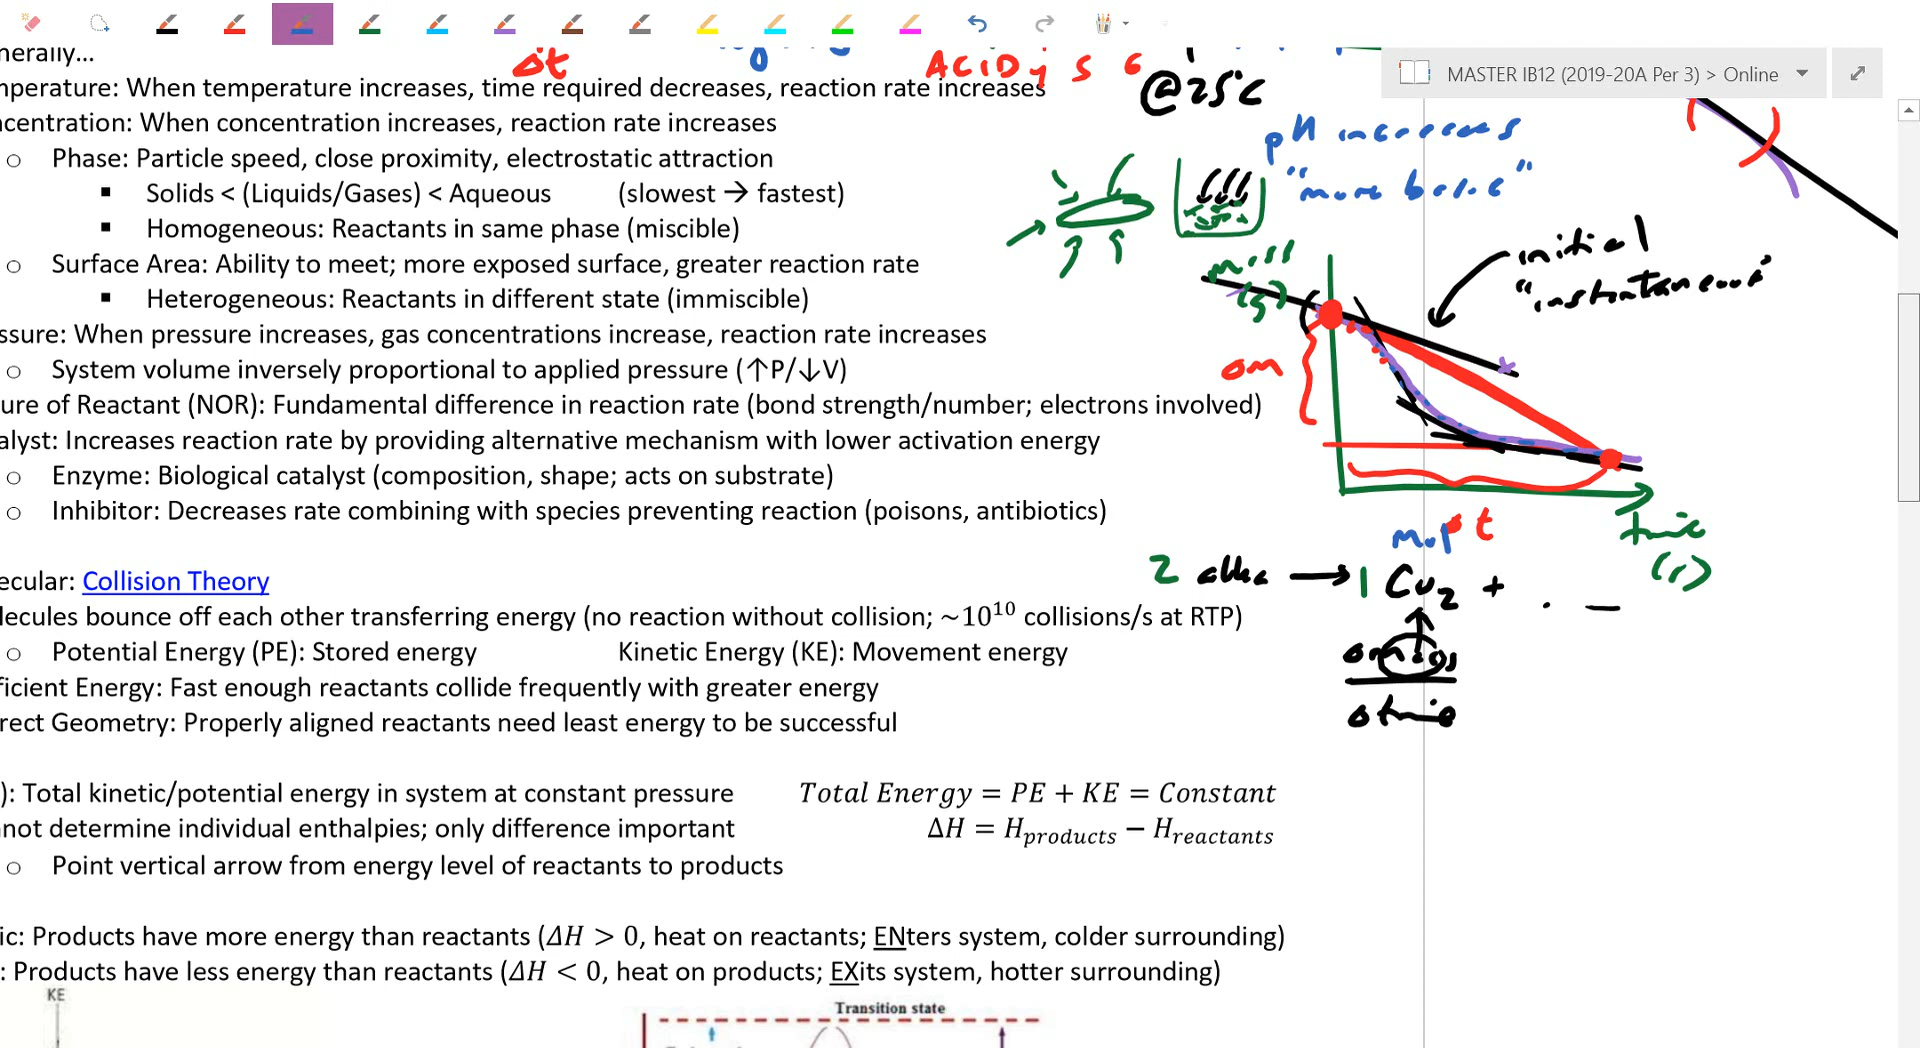 nerally...
Δt
ACiD
@25°C
MASTER IB12 (2019-20A Per 3) > Online
nperature: When temperature increases, time required decreases, reaction rate increases
ncentration: When concentration increases, reaction rate increases
pH increases
"more basic"
○ Phase: Particle speed, close proximity, electrostatic attraction
▪ Solids < (Liquids/Gases) < Aqueous (slowest → fastest)
▪ Homogeneous: Reactants in same phase (miscible)
○ Surface Area: Ability to meet; more exposed surface, greater reaction rate
▪ Heterogeneous: Reactants in different state (immiscible)
mass
(g)
initial
"instantaneous"
ssure: When pressure increases, gas concentrations increase, reaction rate increases
○ System volume inversely proportional to applied pressure (↑P/↓V)
Δm
ure of Reactant (NOR): Fundamental difference in reaction rate (bond strength/number; electrons involved)
alyst: Increases reaction rate by providing alternative mechanism with lower activation energy
○ Enzyme: Biological catalyst (composition, shape; acts on substrate)
○ Inhibitor: Decreases rate combining with species preventing reaction (poisons, antibiotics)
t
time
(s)
ecular: Collision Theory
2 → 1 +
lecules bounce off each other transferring energy (no reaction without collision; ~10¹⁰ collisions/s at RTP)
○ Potential Energy (PE): Stored energy Kinetic Energy (KE): Movement energy
ficient Energy: Fast enough reactants collide frequently with greater energy
rect Geometry: Properly aligned reactants need least energy to be successful
Δtime
): Total kinetic/potential energy in system at constant pressure Total Energy = PE + KE = Constant
nnot determine individual enthalpies; only difference important ΔH = Hproducts − Hreactants
○ Point vertical arrow from energy level of reactants to products
ic: Products have more energy than reactants (ΔH > 0, heat on reactants; ENters system, colder surrounding)
: Products have less energy than reactants (ΔH < 0, heat on products; EXits system, hotter surrounding)
KE
Transition state